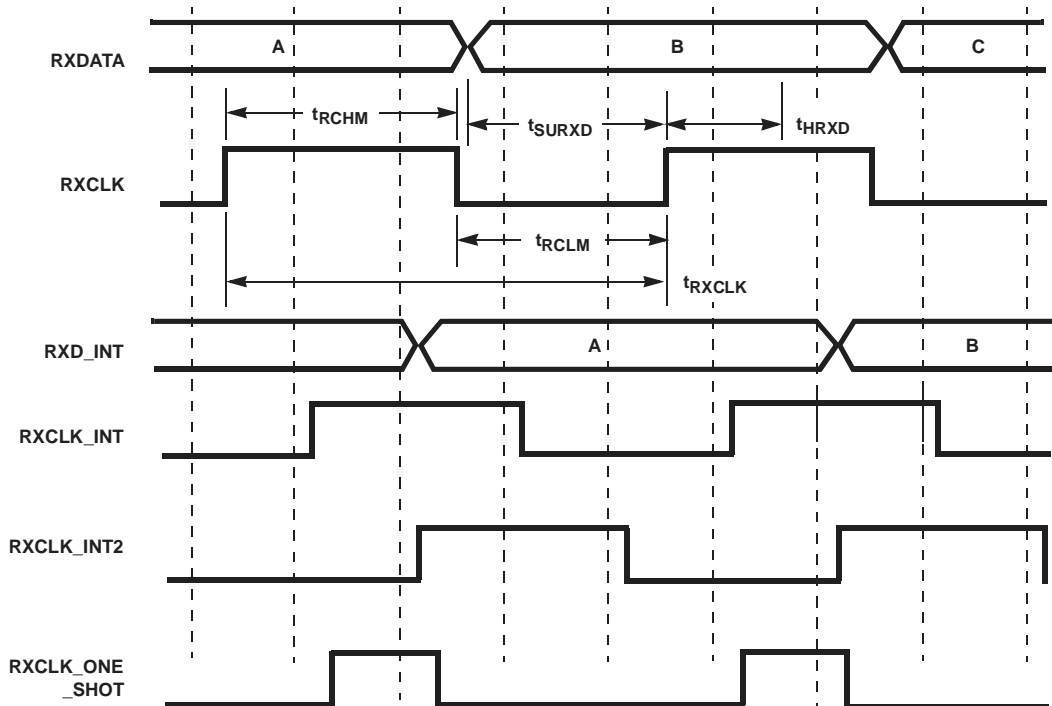 A
B
C
RXDATA
tRCHM
tSURXD
tHRXD
RXCLK
tRCLM
tRXCLK
RXD_INT
A
B
RXCLK_INT
RXCLK_INT2
RXCLK_ONE
_SHOT